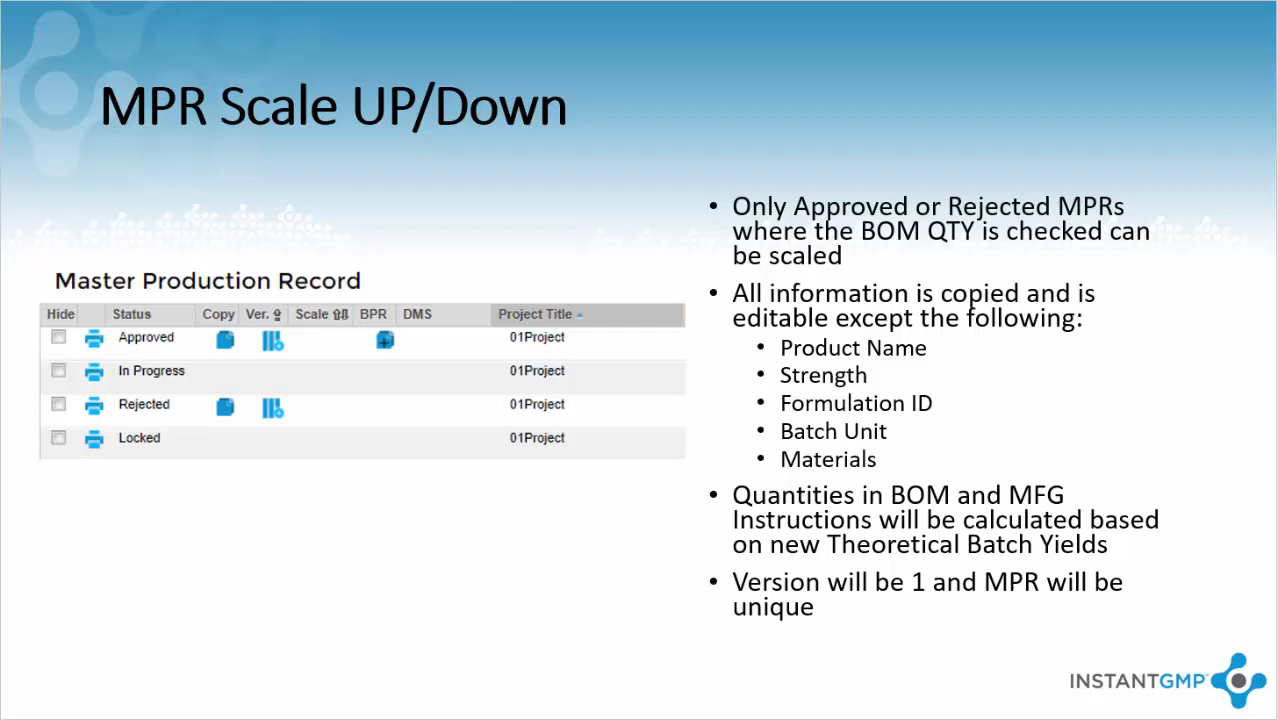 MPR Scale UP/Down
Master Production Record
Hide Status Copy Ver. Scale BPR DMS Project Title
Approved 01Project
In Progress 01Project
Rejected 01Project
Locked 01Project
• Only Approved or Rejected MPRs
where the BOM QTY is checked can
be scaled
• All information is copied and is
editable except the following:
• Product Name
• Strength
• Formulation ID
• Batch Unit
• Materials
• Quantities in BOM and MFG
Instructions will be calculated based
on new Theoretical Batch Yields
• Version will be 1 and MPR will be
unique
INSTANTGMP